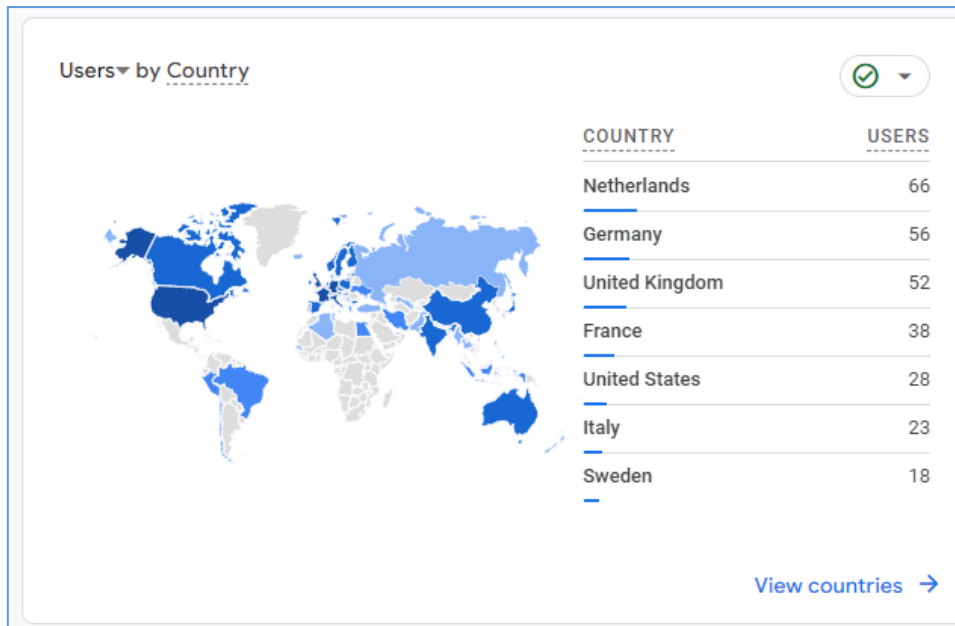 Users by Country
COUNTRY USERS
Netherlands 66
Germany 56
United Kingdom 52
France 38
United States 28
Italy 23
Sweden 18
View countries